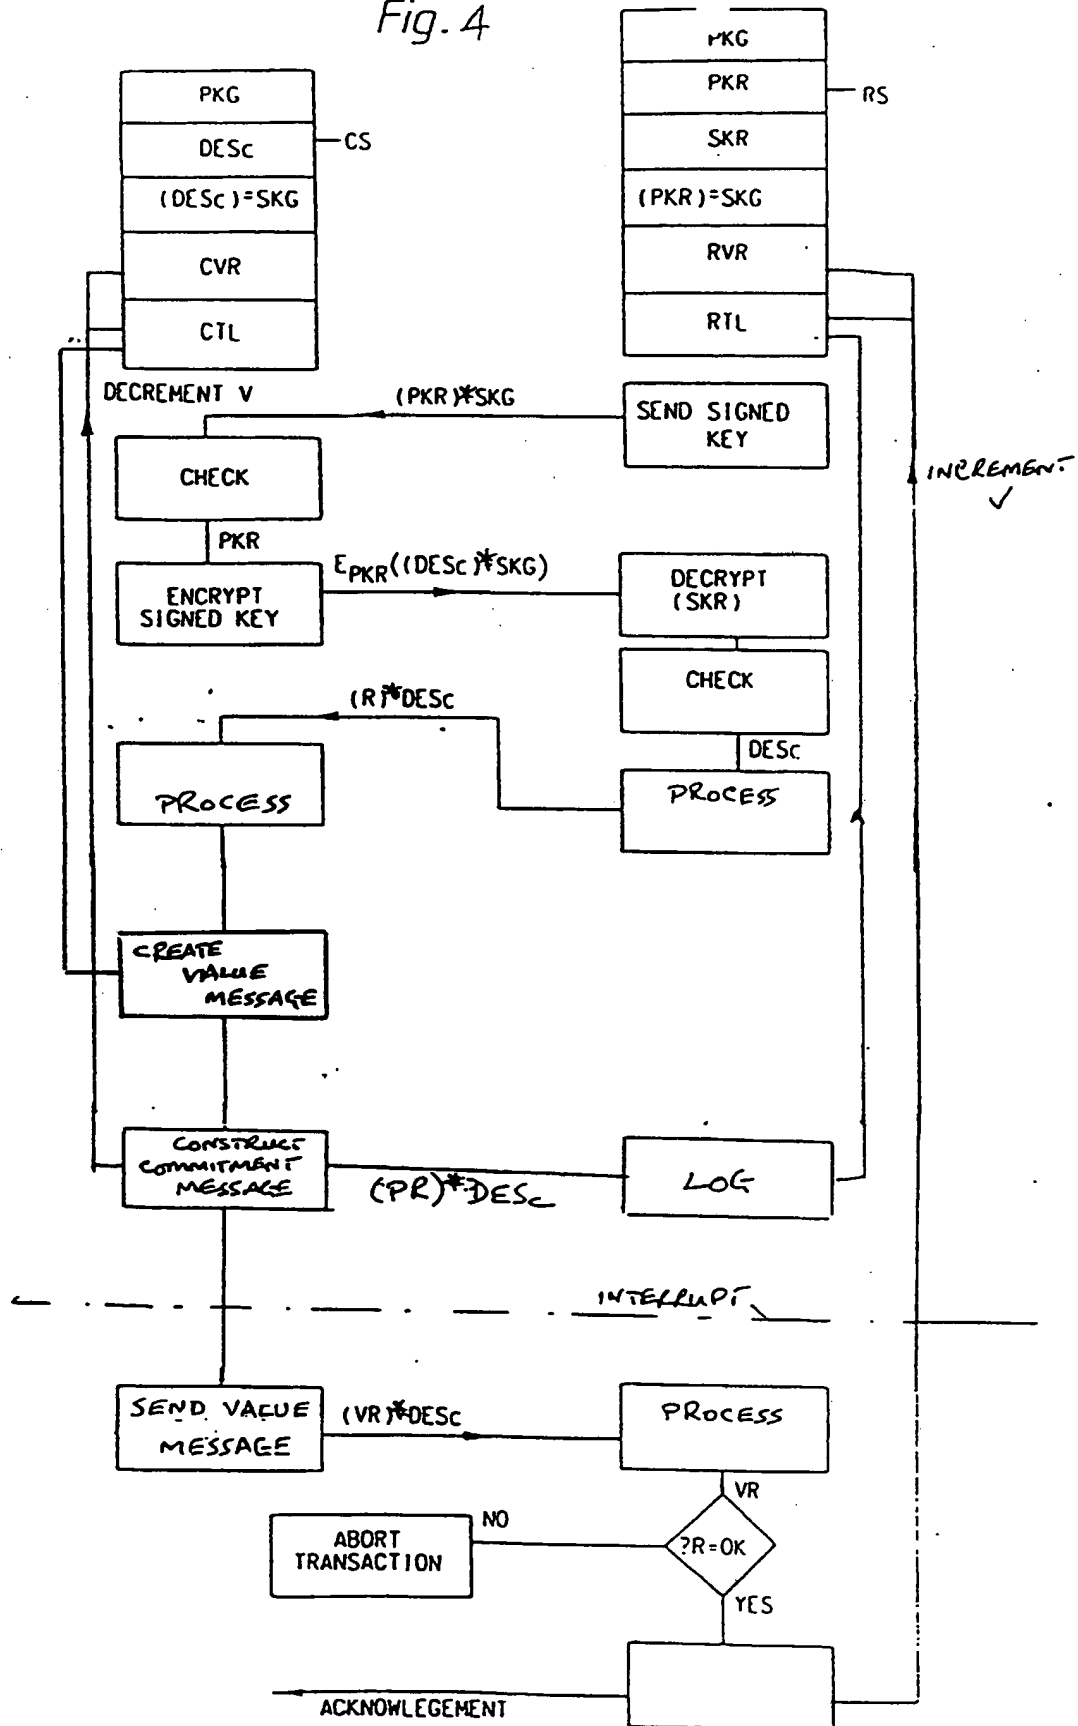 Fig. 4
PKG
DESc
(DESc)=SKG
CVR
CTL
CS
PKG
PKR
SKR
(PKR)=SKG
RVR
RTL
RS
DECREMENT V
(PKR)*SKG
SEND SIGNED
KEY
CHECK
INCREMENT
V
PKR
ENCRYPT
SIGNED KEY
EPKR((DESc)*SKG)
DECRYPT
(SKR)
CHECK
(R)*DESc
DESc
PROCESS
PROCESS
CREATE
VALUE
MESSAGE
CONSTRUCT
COMMITMENT
MESSAGE
(PR)*DESc
LOG
INTERRUPT
SEND VALUE
MESSAGE
(VR)*DESc
PROCESS
VR
?R=OK
NO
ABORT
TRANSACTION
YES
ACKNOWLEGEMENT